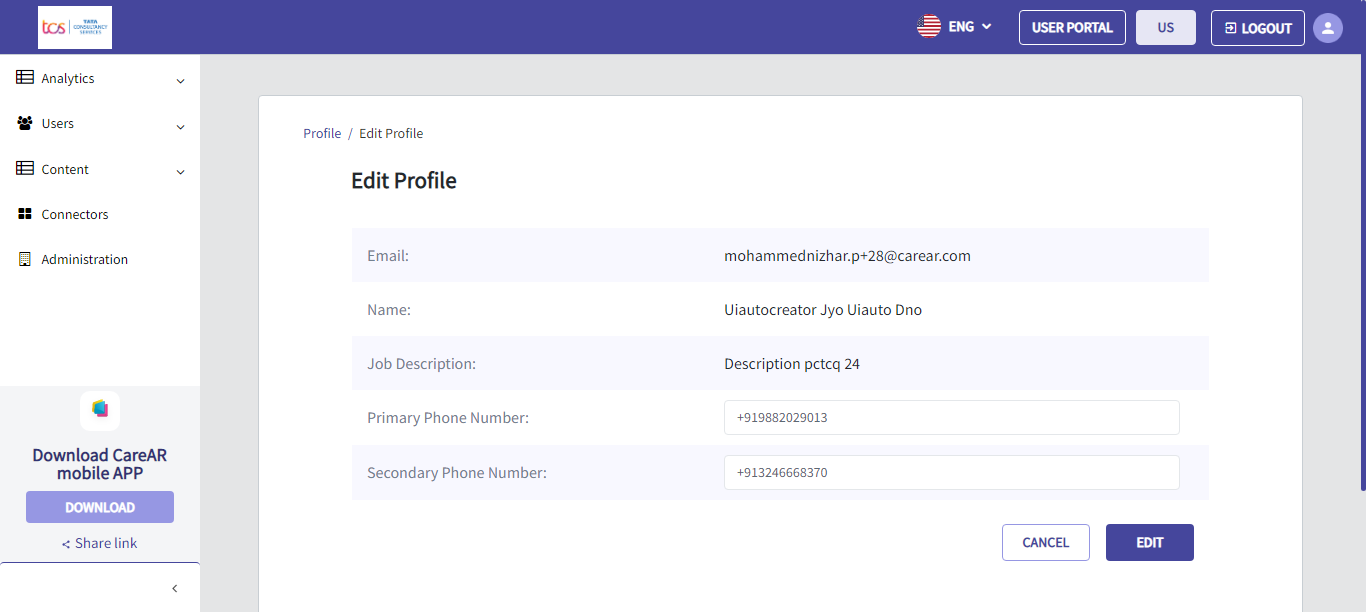 tcs TATA CONSULTANCY SERVICES
ENG
USER PORTAL
US
LOGOUT
Analytics
Users
Content
Connectors
Administration
Download CareAR
mobile APP
DOWNLOAD
Share link
Profile / Edit Profile
Edit Profile
Email: mohammednizhar.p+28@carear.com
Name: Uiautocreator Jyo Uiauto Dno
Job Description: Description pctcq 24
Primary Phone Number: +919882029013
Secondary Phone Number: +913246668370
CANCEL
EDIT